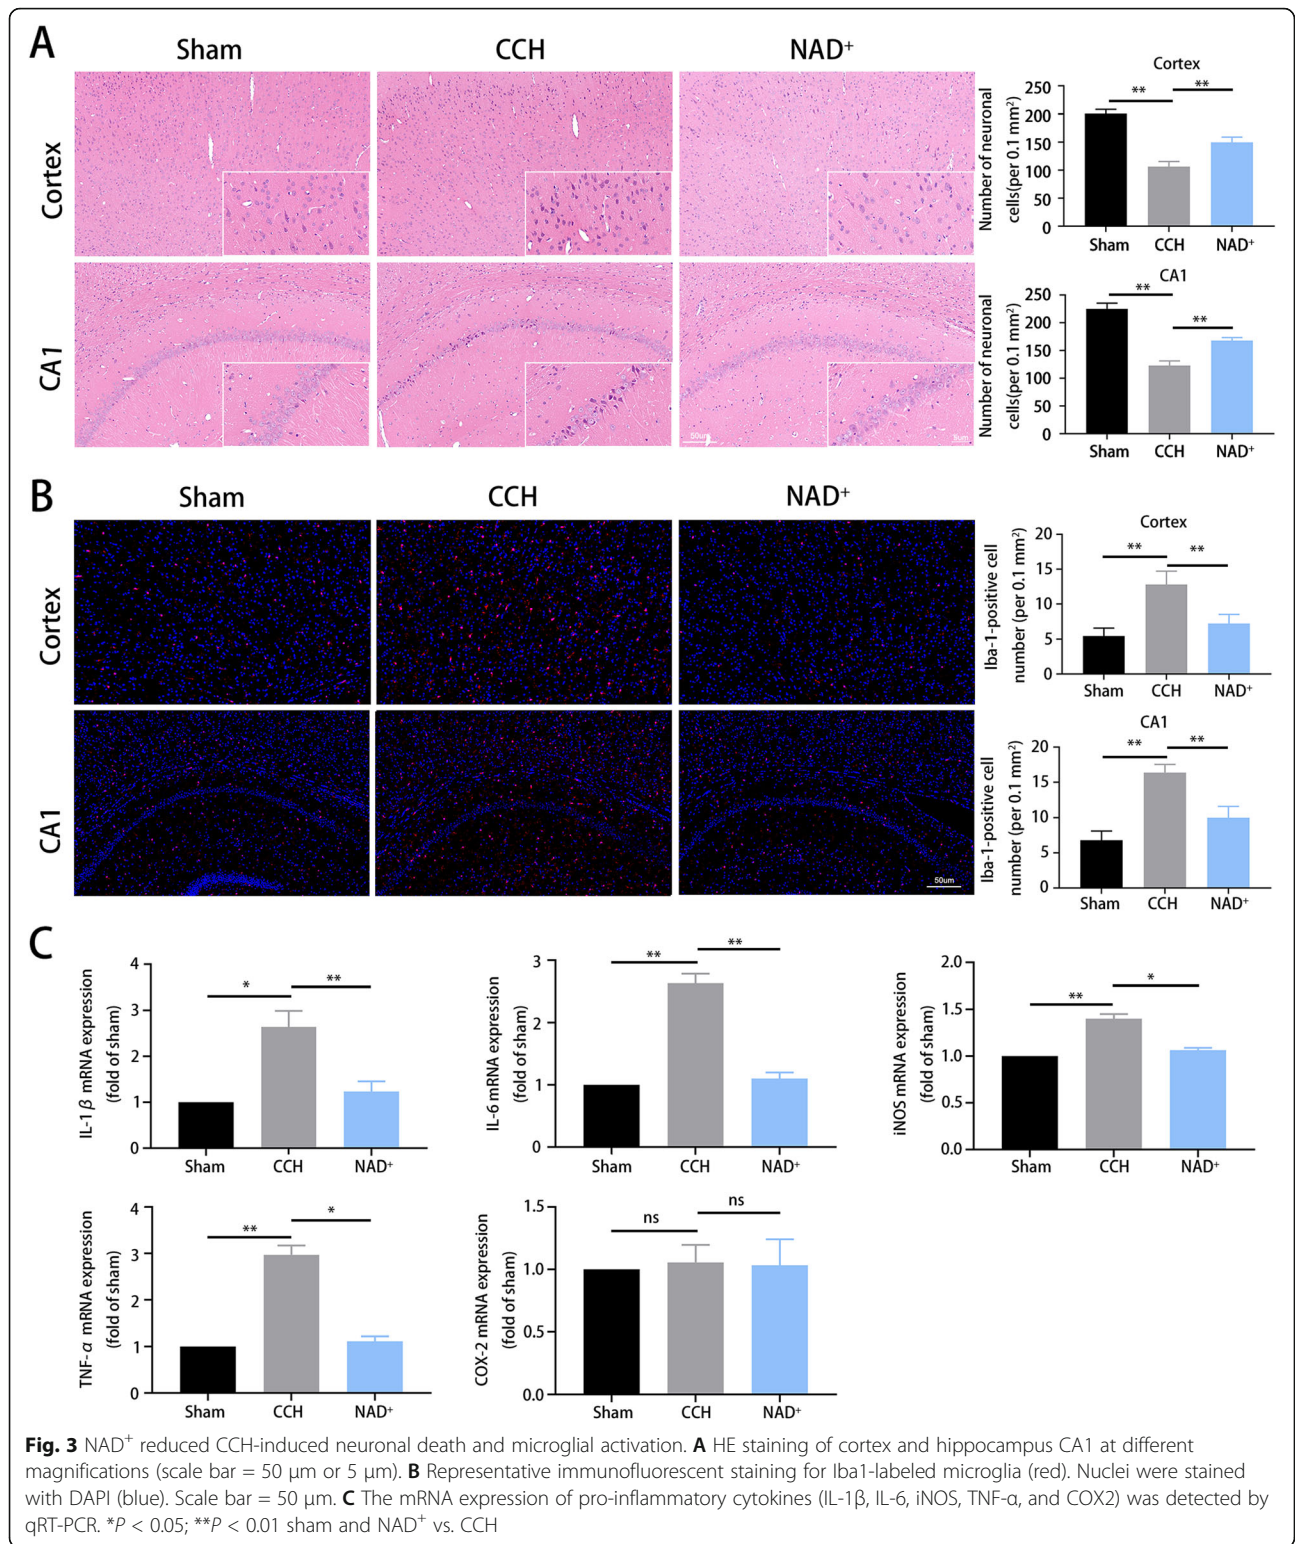 A
Sham
CCH
NAD⁺
Cortex
CA1
50um
5um
Cortex
Number of neuronal
cells(per 0.1 mm²)
250
200
150
100
50
0
**
**
Sham
CCH
NAD⁺
CA1
Number of neuronal
cells(per 0.1 mm²)
250
200
150
100
50
0
**
**
Sham
CCH
NAD⁺
B
Sham
CCH
NAD⁺
Cortex
CA1
50um
Cortex
Iba-1-positive cell
number (per 0.1 mm²)
20
15
10
5
0
**
**
Sham
CCH
NAD⁺
CA1
Iba-1-positive cell
number (per 0.1 mm²)
20
15
10
5
0
**
**
Sham
CCH
NAD⁺
C
IL-1β mRNA expression
(fold of sham)
4
3
2
1
0
*
**
Sham
CCH
NAD⁺
IL-6 mRNA expression
(fold of sham)
3
2
1
0
**
**
Sham
CCH
NAD⁺
iNOS mRNA expression
(fold of sham)
2.0
1.5
1.0
0.5
0.0
**
*
Sham
CCH
NAD⁺
TNF-α mRNA expression
(fold of sham)
4
3
2
1
0
**
*
Sham
CCH
NAD⁺
COX-2 mRNA expression
(fold of sham)
1.5
1.0
0.5
0.0
ns
ns
Sham
CCH
NAD⁺
Fig. 3 NAD⁺ reduced CCH-induced neuronal death and microglial activation. A HE staining of cortex and hippocampus CA1 at different
magnifications (scale bar = 50 μm or 5 μm). B Representative immunofluorescent staining for Iba1-labeled microglia (red). Nuclei were stained
with DAPI (blue). Scale bar = 50 μm. C The mRNA expression of pro-inflammatory cytokines (IL-1β, IL-6, iNOS, TNF-α, and COX2) was detected by
qRT-PCR. *P < 0.05; **P < 0.01 sham and NAD⁺ vs. CCH